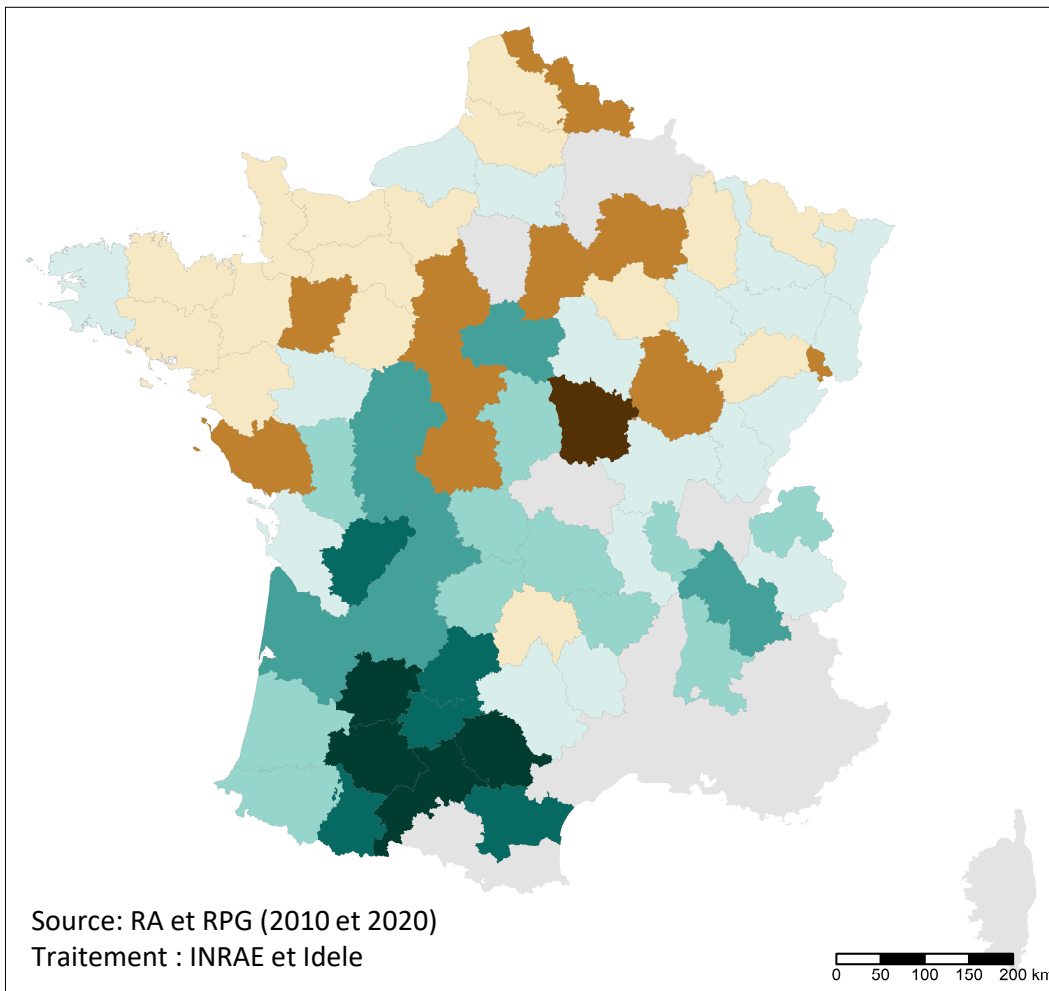 Source: RA et RPG (2010 et 2020)
Traitement : INRAE et Idele
0 50 100 150 200 km